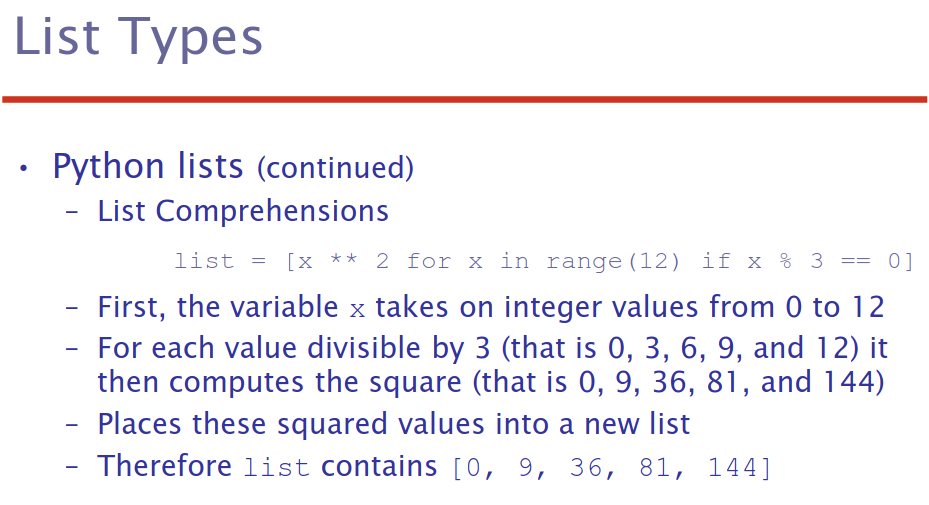 List Types
• Python lists (continued)
– List Comprehensions
list = [x ** 2 for x in range(12) if x % 3 == 0]
– First, the variable x takes on integer values from 0 to 12
– For each value divisible by 3 (that is 0, 3, 6, 9, and 12) it
then computes the square (that is 0, 9, 36, 81, and 144)
– Places these squared values into a new list
– Therefore list contains [0, 9, 36, 81, 144]